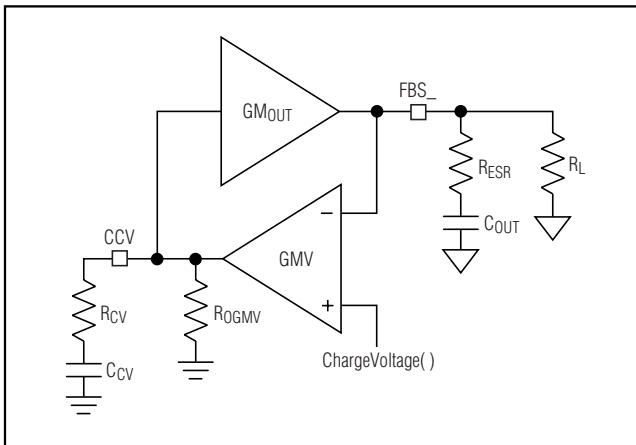 FBS_
GMOUT
RESR
RL
COUT
CCV
GMV
–
+
RCV
ROGMV
CCV
ChargeVoltage( )